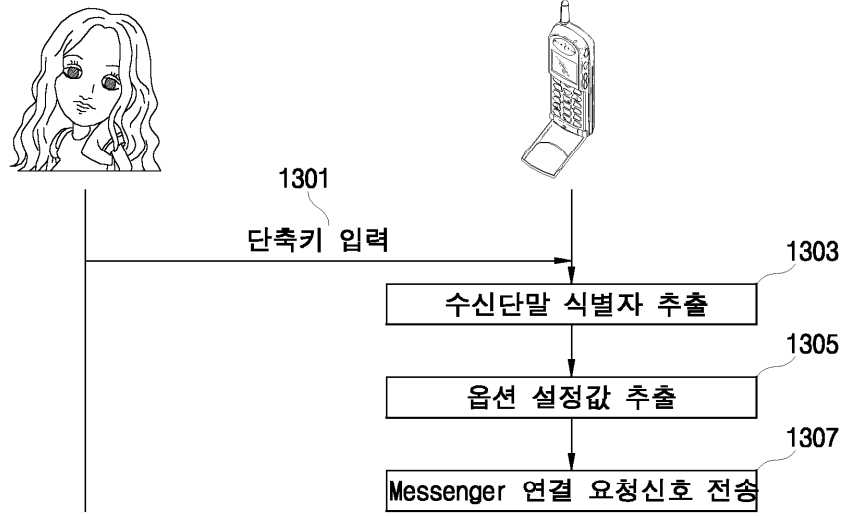 1301
단축키 입력
1303
수신단말 식별자 추출
1305
옵션 설정값 추출
1307
Messenger 연결 요청신호 전송